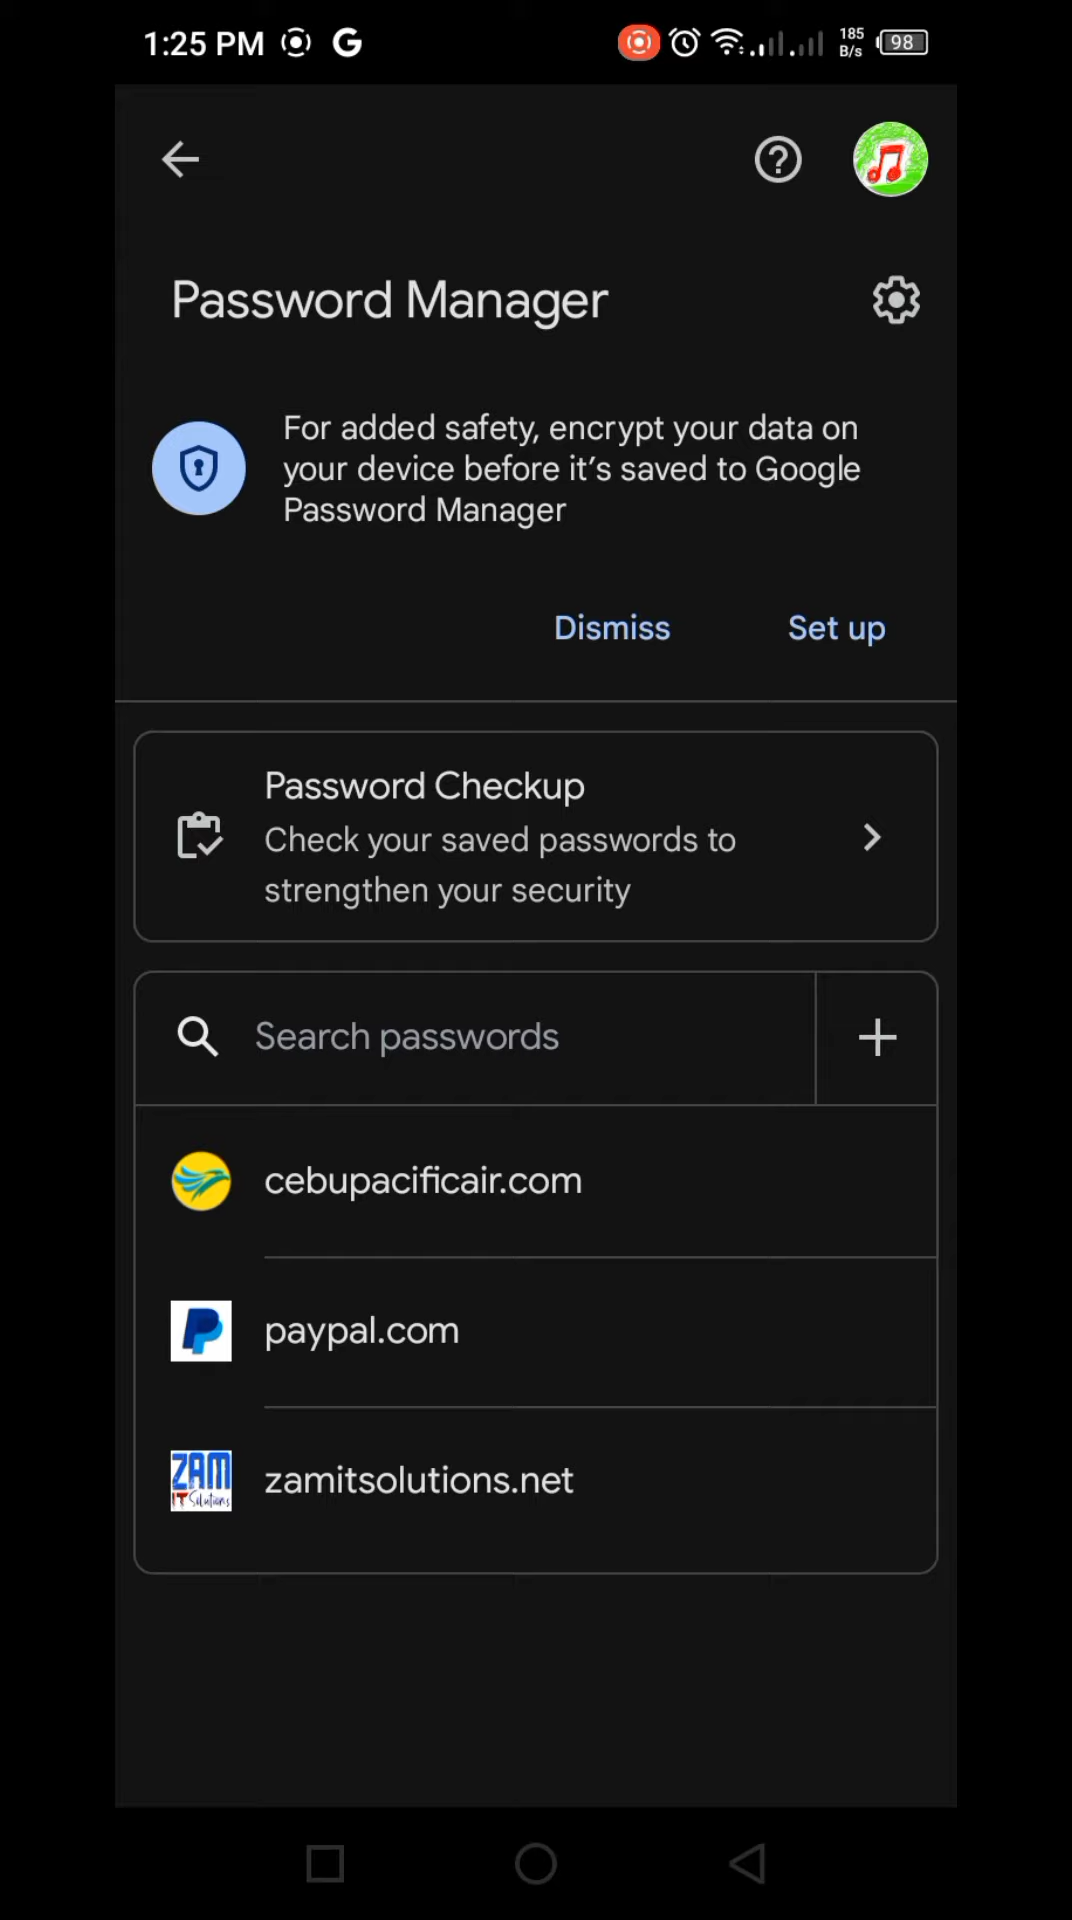 1:25 PM G 185 B/s 98
Password Manager
For added safety, encrypt your data on
your device before it's saved to Google
Password Manager
Dismiss Set up
Password Checkup
Check your saved passwords to
strengthen your security
Search passwords
cebupacificair.com
paypal.com
ZAM
IT Solutions
zamitsolutions.net